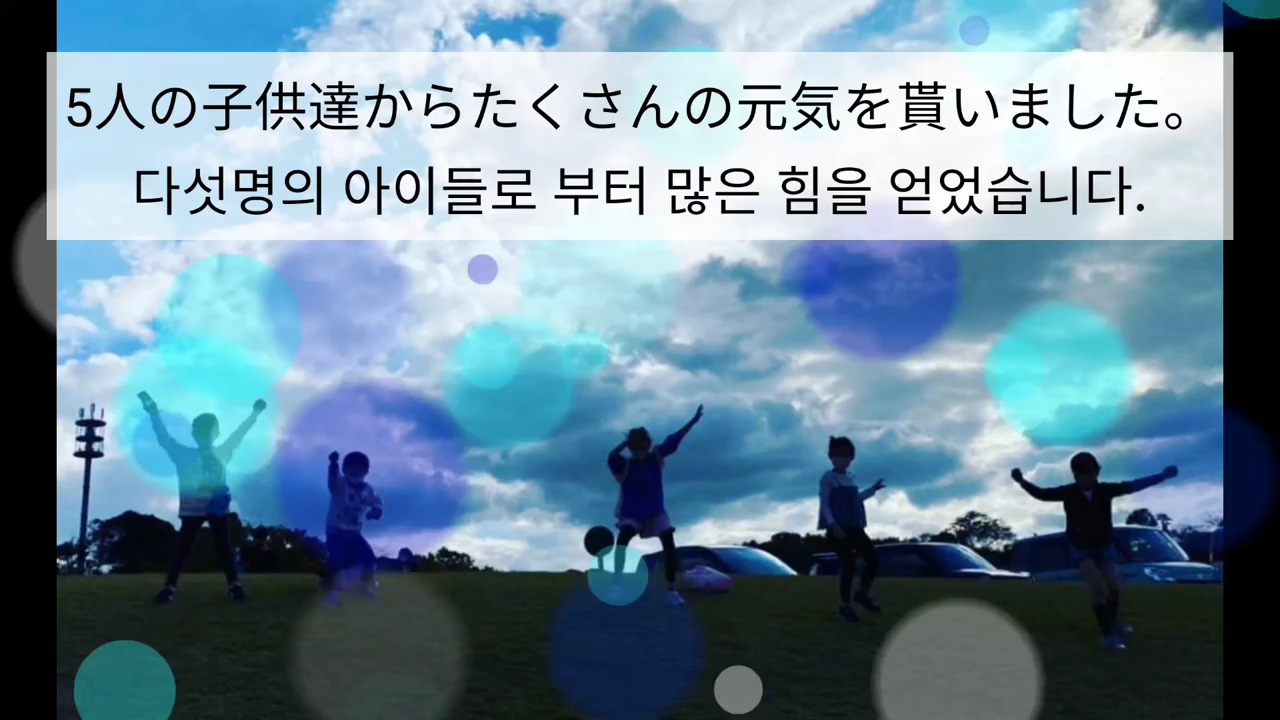 5人の子供達からたくさんの元気を貰いました。
다섯명의 아이들로 부터 많은 힘을 얻었습니다.